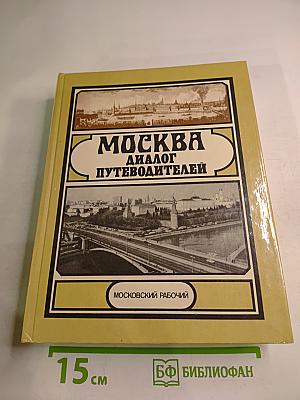 МОСКВА
ДИАЛОГ
ПУТЕВОДИТЕЛЕЙ
МОСКОВСКИЙ РАБОЧИЙ
15 см
БФ БИБЛИОФАН